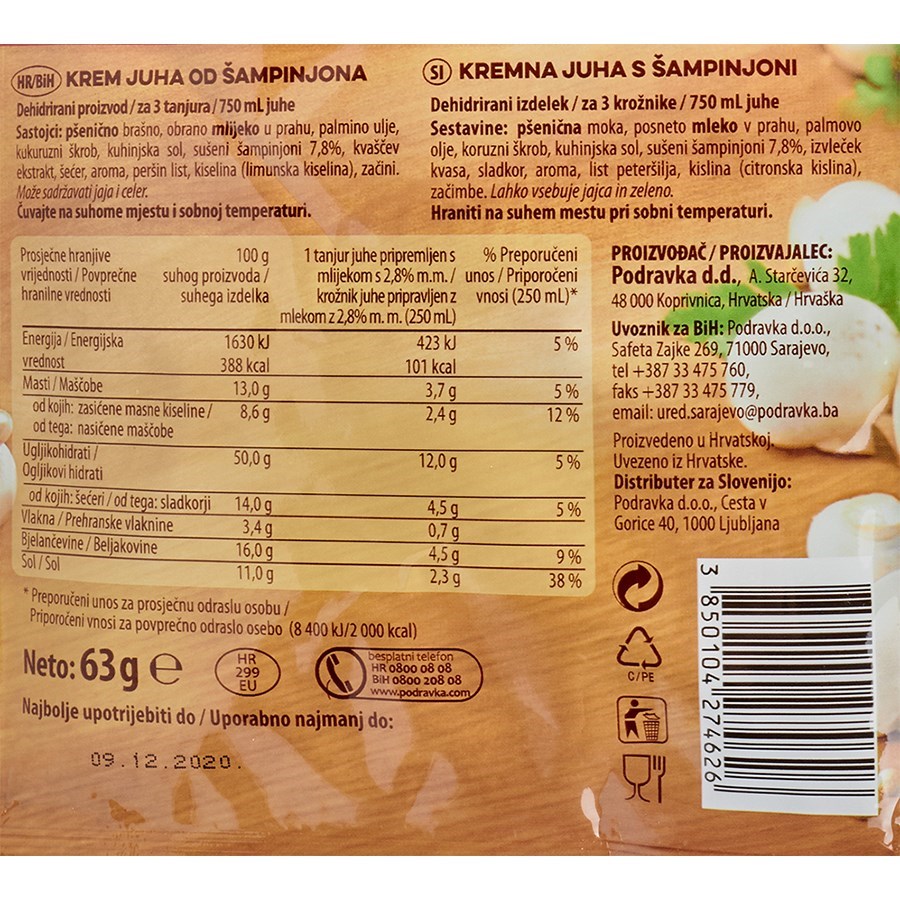 HR/BiH KREM JUHA OD ŠAMPINJONA
Dehidrirani proizvod / za 3 tanjura / 750 mL juhe
Sastojci: pšenično brašno, obrano mlijeko u prahu, palmino ulje,
kukuruzni škrob, kuhinjska sol, sušeni šampinjoni 7,8%, kvaščev
ekstrakt, šećer, aroma, peršin list, kiselina (limunska kiselina), začini.
Može sadržavati jaja i celer.
Čuvajte na suhome mjestu i sobnoj temperaturi.
SI KREMNA JUHA S ŠAMPINJONI
Dehidrirani izdelek / za 3 krožnike / 750 mL juhe
Sestavine: pšenična moka, posneto mleko v prahu, palmovo
olje, koruzni škrob, kuhinjska sol, sušeni šampinjoni 7,8%, izvleček
kvasa, sladkor, aroma, list peteršilja, kislina (citronska kislina),
začimbe. Lahko vsebuje jajca in zeleno.
Hraniti na suhem mestu pri sobni temperaturi.
Prosječne hranjive 100 g 1 tanjur juhe pripremljen s % Preporučeni
vrijednosti / Povprečne suhog proizvoda / mlijekom s 2,8% m.m. / unos / Priporočeni
hranilne vrednosti suhega izdelka krožnik juhe pripravljen z vnosi (250 mL)*
mlekom z 2,8% m. m. (250 mL)
Energija / Energijska 1630 kJ 423 kJ 5 %
vrednost 388 kcal 101 kcal
Masti / Maščobe 13,0 g 3,7 g 5 %
od kojih: zasićene masne kiseline / 8,6 g 2,4 g 12 %
od tega: nasičene maščobe
Ugljikohidrati / 50,0 g 12,0 g 5 %
Ogljikovi hidrati
od kojih: šećeri / od tega: sladkorji 14,0 g 4,5 g 5 %
Vlakna / Prehranske vlaknine 3,4 g 0,7 g
Bjelančevine / Beljakovine 16,0 g 4,5 g 9 %
Sol / Sol 11,0 g 2,3 g 38 %
* Preporučeni unos za prosječnu odraslu osobu /
Priporočeni vnosi za povprečno odraslo osebo (8 400 kJ/2 000 kcal)
Neto: 63 g e
HR
299
EU
besplatni telefon
HR 0800 08 08
BiH 0800 208 08
www.podravka.com
Najbolje upotrijebiti do / Uporabno najmanj do:
09.12.2020.
PROIZVOĐAČ / PROIZVAJALEC:
Podravka d.d., A. Starčevića 32,
48 000 Koprivnica, Hrvatska / Hrvaška
Uvoznik za BiH: Podravka d.o.o.,
Safeta Zajke 269, 71000 Sarajevo,
tel +387 33 475 760,
faks +387 33 475 779,
email: ured.sarajevo@podravka.ba
Proizvedeno u Hrvatskoj.
Uvezeno iz Hrvatske.
Distributer za Slovenijo:
Podravka d.o.o., Cesta v
Gorice 40, 1000 Ljubljana
C/PE
3 850104 274626